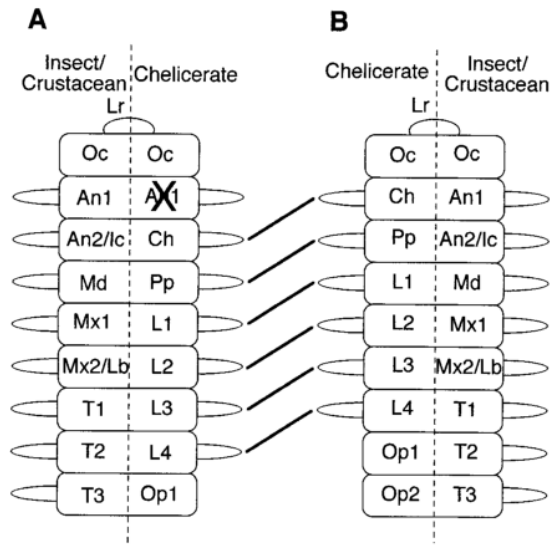 A
Insect/
Crustacean
Chelicerate
Lr
Oc Oc
An1 An1
An2/Ic Ch
Md Pp
Mx1 L1
Mx2/Lb L2
T1 L3
T2 L4
T3 Op1
B
Chelicerate
Insect/
Crustacean
Lr
Oc Oc
Ch An1
Pp An2/Ic
L1 Md
L2 Mx1
L3 Mx2/Lb
L4 T1
Op1 T2
Op2 T3